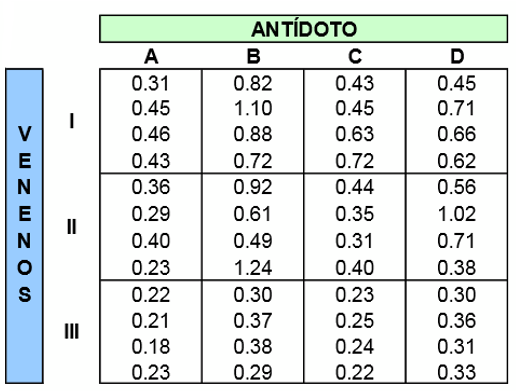 ANTÍDOTO
A B C D
VENENOS
I
0.31 0.82 0.43 0.45
0.45 1.10 0.45 0.71
0.46 0.88 0.63 0.66
0.43 0.72 0.72 0.62
II
0.36 0.92 0.44 0.56
0.29 0.61 0.35 1.02
0.40 0.49 0.31 0.71
0.23 1.24 0.40 0.38
III
0.22 0.30 0.23 0.30
0.21 0.37 0.25 0.36
0.18 0.38 0.24 0.31
0.23 0.29 0.22 0.33